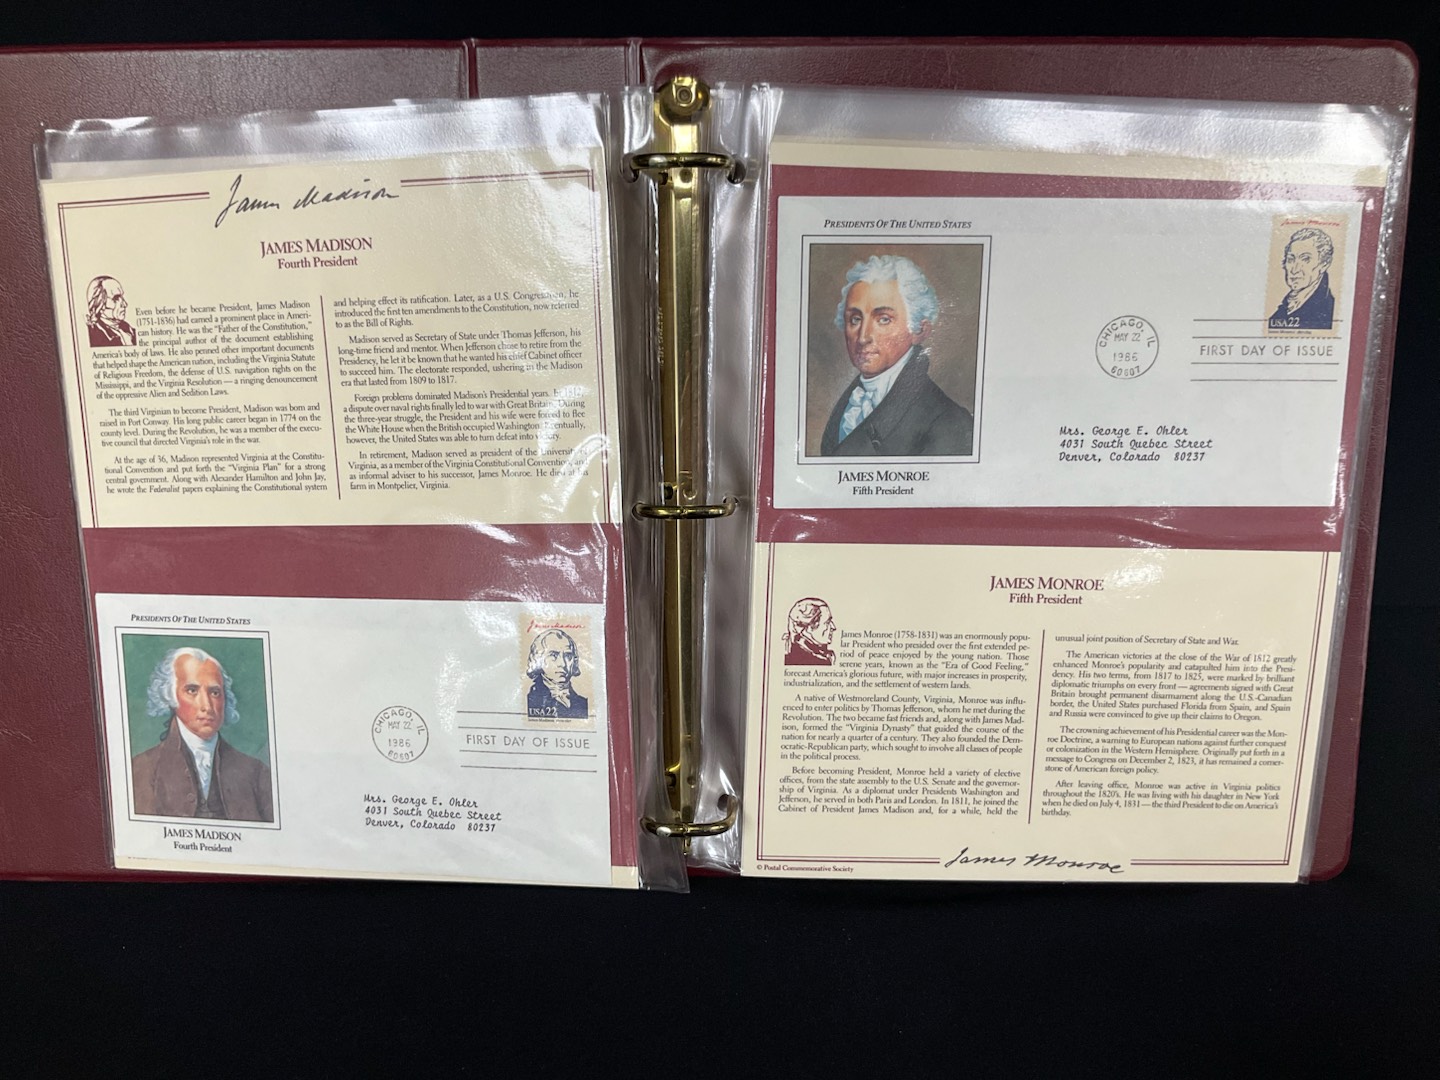 James Madison
JAMES MADISON
Fourth President
Even before he became President, James Madison
(1751-1836) had earned a prominent place in Ameri-
can history. He was the "Father of the Constitution,"
the principal author of the document establishing
America's body of laws. He also penned other important documents
that helped shape the American nation, including the Virginia Statute
of Religious Freedom, the defense of U.S. navigation rights on the
Mississippi, and the Virginia Resolution — a ringing denouncement
of the oppressive Alien and Sedition Laws.
The third Virginian to become President, Madison was born and
raised in Port Conway. His long public career began in 1774 on the
county level. During the Revolution, he was a member of the execu-
tive council that directed Virginia's role in the war.
At the age of 36, Madison represented Virginia at the Constitu-
tional Convention and put forth the "Virginia Plan" for a strong
central government. Along with Alexander Hamilton and John Jay,
he wrote the Federalist papers explaining the Constitutional system
and helping effect its ratification. Later, as a U.S. Congressman, he
introduced the first ten amendments to the Constitution, now referred
to as the Bill of Rights.
Madison served as Secretary of State under Thomas Jefferson, his
long-time friend and mentor. When Jefferson chose to retire from the
Presidency, he let it be known that he wanted his chief Cabinet officer
to succeed him. The electorate responded, ushering in the Madison
era that lasted from 1809 to 1817.
Foreign problems dominated Madison's Presidential years. In 1812
a dispute over naval rights finally led to war with Great Britain. During
the three-year struggle, the President and his wife were forced to flee
the White House when the British occupied Washington. Eventually,
however, the United States was able to turn defeat into victory.
In retirement, Madison served as president of the University of
Virginia, as a member of the Virginia Constitutional Convention, and
as informal adviser to his successor, James Monroe. He died at his
farm in Montpelier, Virginia.
PRESIDENTS OF THE UNITED STATES
JAMES MADISON
Fourth President
James Madison
USA 22
CHICAGO, IL
MAY 22
1986
60607
FIRST DAY OF ISSUE
Mrs. George E. Ohler
4031 South Quebec Street
Denver, Colorado 80237
PRESIDENTS OF THE UNITED STATES
JAMES MONROE
Fifth President
James Monroe
USA 22
CHICAGO, IL
MAY 22
1986
60607
FIRST DAY OF ISSUE
Mrs. George E. Ohler
4031 South Quebec Street
Denver, Colorado 80237
JAMES MONROE
Fifth President
James Monroe (1758-1831) was an enormously popu-
lar President who presided over the first extended pe-
riod of peace enjoyed by the young nation. Those
serene years, known as the "Era of Good Feeling,"
forecast America's glorious future, with major increases in prosperity,
industrialization, and the settlement of western lands.
A native of Westmoreland County, Virginia, Monroe was influ-
enced to enter politics by Thomas Jefferson, whom he met during the
Revolution. The two became fast friends and, along with James Mad-
ison, formed the "Virginia Dynasty" that guided the course of the
nation for nearly a quarter of a century. They also founded the Dem-
ocratic-Republican party, which sought to involve all classes of people
in the political process.
Before becoming President, Monroe held a variety of elective
offices, from the state assembly to the U.S. Senate and the governor-
ship of Virginia. As a diplomat under Presidents Washington and
Jefferson, he served in both Paris and London. In 1811, he joined the
Cabinet of President James Madison and, for a while, held the
unusual joint position of Secretary of State and War.
The American victories at the close of the War of 1812 greatly
enhanced Monroe's popularity and catapulted him into the Presi-
dency. His two terms, from 1817 to 1825, were marked by brilliant
diplomatic triumphs on every front — agreements signed with Great
Britain brought permanent disarmament along the U.S.-Canadian
border, the United States purchased Florida from Spain, and Spain
and Russia were convinced to give up their claims to Oregon.
The crowning achievement of his Presidential career was the Mon-
roe Doctrine, a warning to European nations against further conquest
or colonization in the Western Hemisphere. Originally put forth in a
message to Congress on December 2, 1823, it has remained a corner-
stone of American foreign policy.
After leaving office, Monroe was active in Virginia politics
throughout the 1820's. He was living with his daughter in New York
when he died on July 4, 1831 — the third President to die on America's
birthday.
© Postal Commemorative Society
James Monroe